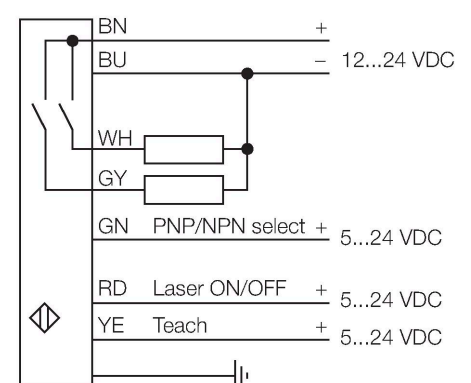 BN +
BU – 12...24 VDC
WH
GY
GN PNP/NPN select + 5...24 VDC
RD Laser ON/OFF + 5...24 VDC
YE Teach + 5...24 VDC